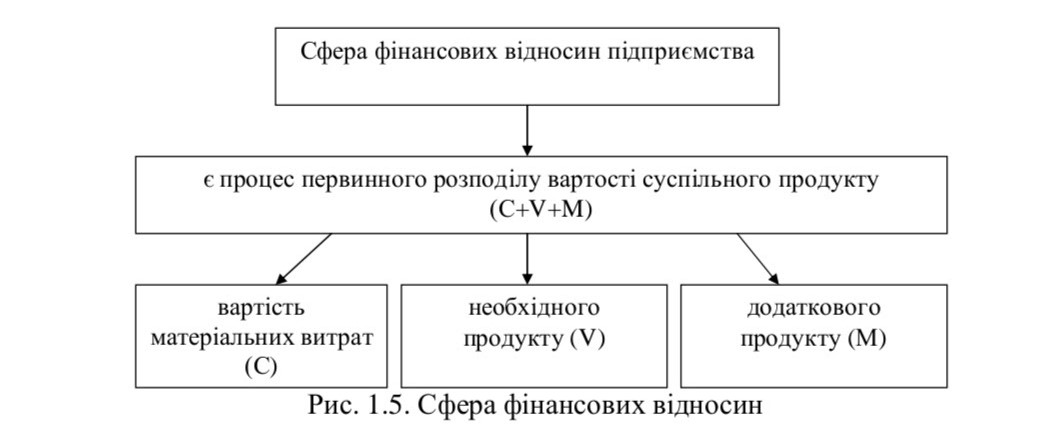 Сфера фінансових відносин підприємства
є процес первинного розподілу вартості суспільного продукту
(С+V+М)
вартість
матеріальних витрат
(С)
необхідного
продукту (V)
додаткового
продукту (М)
Рис. 1.5. Сфера фінансових відносин